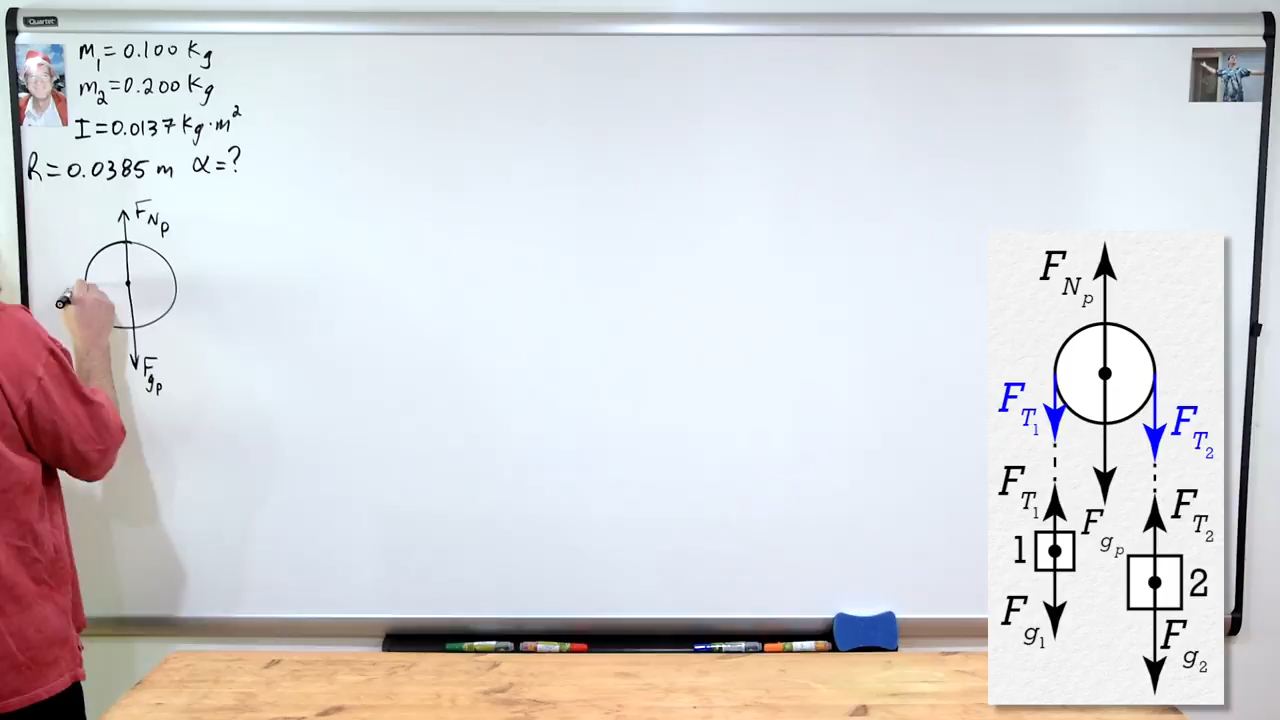 Quartet
m₁ = 0.100 Kg
m₂ = 0.200 Kg
I = 0.0137 Kg·m²
R = 0.0385 m α = ?
F_Nₚ
F_gₚ
F_Nₚ
F_T₁
F_T₂
F_T₁
F_T₂
F_gₚ
1
2
F_g₁
F_g₂